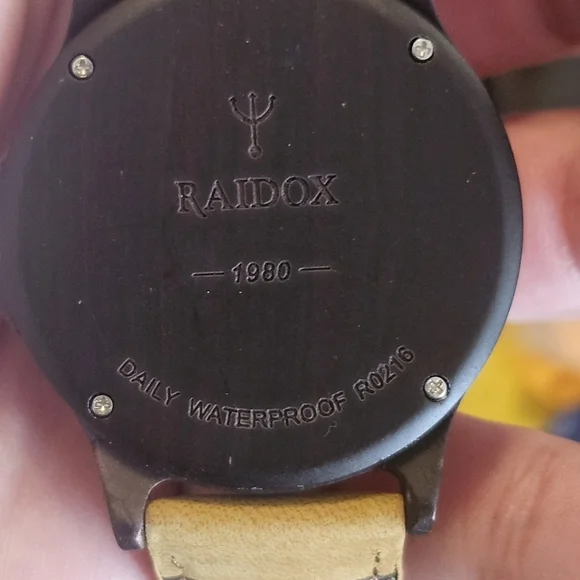 RAIDOX
— 1980 —
DAILY WATERPROOF R0216